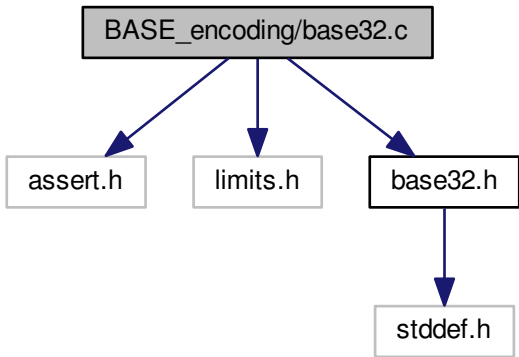 BASE_encoding/base32.c
assert.h
limits.h
base32.h
stddef.h